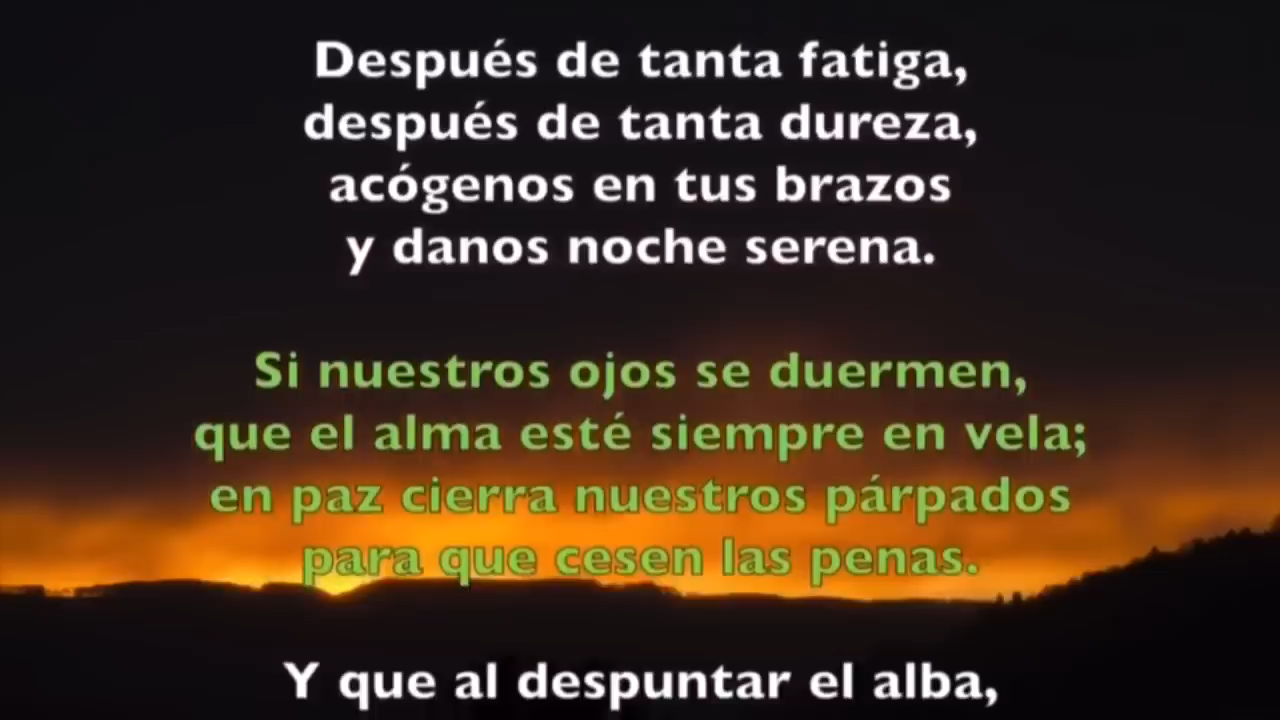 Después de tanta fatiga,
después de tanta dureza,
acógenos en tus brazos
y danos noche serena.
Si nuestros ojos se duermen,
que el alma esté siempre en vela;
en paz cierra nuestros párpados
para que cesen las penas.
Y que al despuntar el alba,